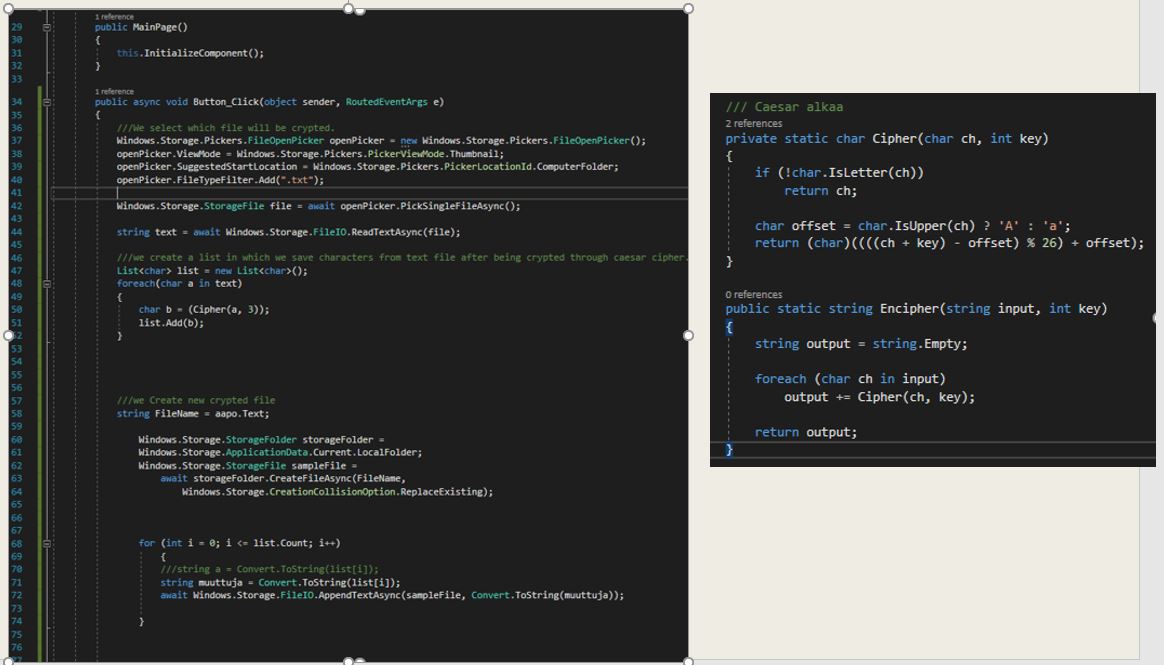 1 reference
29 public MainPage()
30 {
31 this.InitializeComponent();
32 }
33
1 reference
34 public async void Button_Click(object sender, RoutedEventArgs e)
35 {
36 ///We select which file will be crypted.
37 Windows.Storage.Pickers.FileOpenPicker openPicker = new Windows.Storage.Pickers.FileOpenPicker();
38 openPicker.ViewMode = Windows.Storage.Pickers.PickerViewMode.Thumbnail;
39 openPicker.SuggestedStartLocation = Windows.Storage.Pickers.PickerLocationId.ComputerFolder;
40 openPicker.FileTypeFilter.Add(".txt");
41
42 Windows.Storage.StorageFile file = await openPicker.PickSingleFileAsync();
43
44 string text = await Windows.Storage.FileIO.ReadTextAsync(file);
45
46 ///we create a list in which we save characters from text file after being crypted through caesar cipher.
47 List<char> list = new List<char>();
48 foreach(char a in text)
49 {
50 char b = (Cipher(a, 3));
51 list.Add(b);
52 }
53
54
55
56
57 ///we Create new crypted file
58 string FileName = aapo.Text;
59
60 Windows.Storage.StorageFolder storageFolder =
61 Windows.Storage.ApplicationData.Current.LocalFolder;
62 Windows.Storage.StorageFile sampleFile =
63 await storageFolder.CreateFileAsync(FileName,
64 Windows.Storage.CreationCollisionOption.ReplaceExisting);
65
66
67
68 for (int i = 0; i <= list.Count; i++)
69 {
70 ///string a = Convert.ToString(list[i]);
71 string muuttuja = Convert.ToString(list[i]);
72 await Windows.Storage.FileIO.AppendTextAsync(sampleFile, Convert.ToString(muuttuja));
73
74 }
75
76
77
/// Caesar alkaa
2 references
private static char Cipher(char ch, int key)
{
if (!char.IsLetter(ch))
return ch;
char offset = char.IsUpper(ch) ? 'A' : 'a';
return (char)((((ch + key) - offset) % 26) + offset);
}
0 references
public static string Encipher(string input, int key)
{
string output = string.Empty;
foreach (char ch in input)
output += Cipher(ch, key);
return output;
}